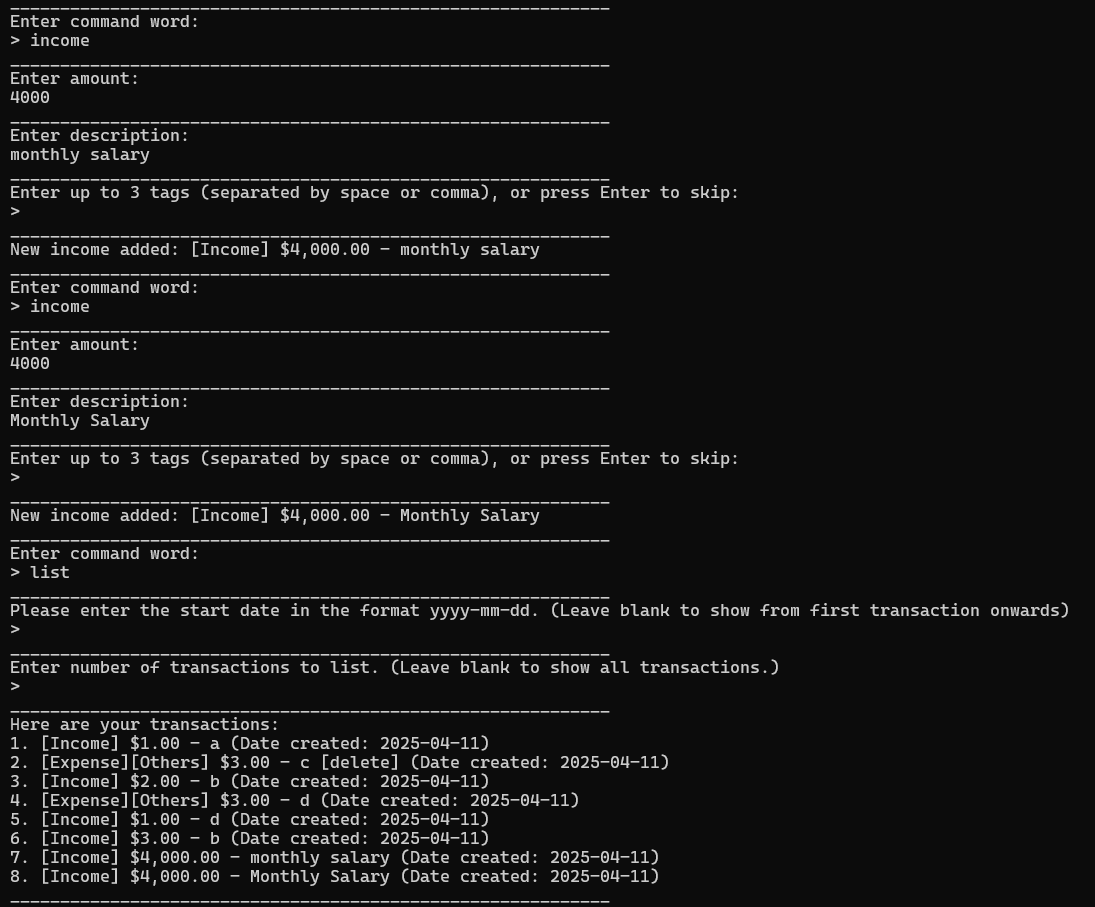 ____________________________________________________________
Enter command word:
> income
____________________________________________________________
Enter amount:
4000
____________________________________________________________
Enter description:
monthly salary
____________________________________________________________
Enter up to 3 tags (separated by space or comma), or press Enter to skip:
>
____________________________________________________________
New income added: [Income] $4,000.00 - monthly salary
____________________________________________________________
Enter command word:
> income
____________________________________________________________
Enter amount:
4000
____________________________________________________________
Enter description:
Monthly Salary
____________________________________________________________
Enter up to 3 tags (separated by space or comma), or press Enter to skip:
>
____________________________________________________________
New income added: [Income] $4,000.00 - Monthly Salary
____________________________________________________________
Enter command word:
> list
____________________________________________________________
Please enter the start date in the format yyyy-mm-dd. (Leave blank to show from first transaction onwards)
>
____________________________________________________________
Enter number of transactions to list. (Leave blank to show all transactions.)
>
____________________________________________________________
Here are your transactions:
1. [Income] $1.00 - a (Date created: 2025-04-11)
2. [Expense][Others] $3.00 - c [delete] (Date created: 2025-04-11)
3. [Income] $2.00 - b (Date created: 2025-04-11)
4. [Expense][Others] $3.00 - d (Date created: 2025-04-11)
5. [Income] $1.00 - d (Date created: 2025-04-11)
6. [Income] $3.00 - b (Date created: 2025-04-11)
7. [Income] $4,000.00 - monthly salary (Date created: 2025-04-11)
8. [Income] $4,000.00 - Monthly Salary (Date created: 2025-04-11)
____________________________________________________________